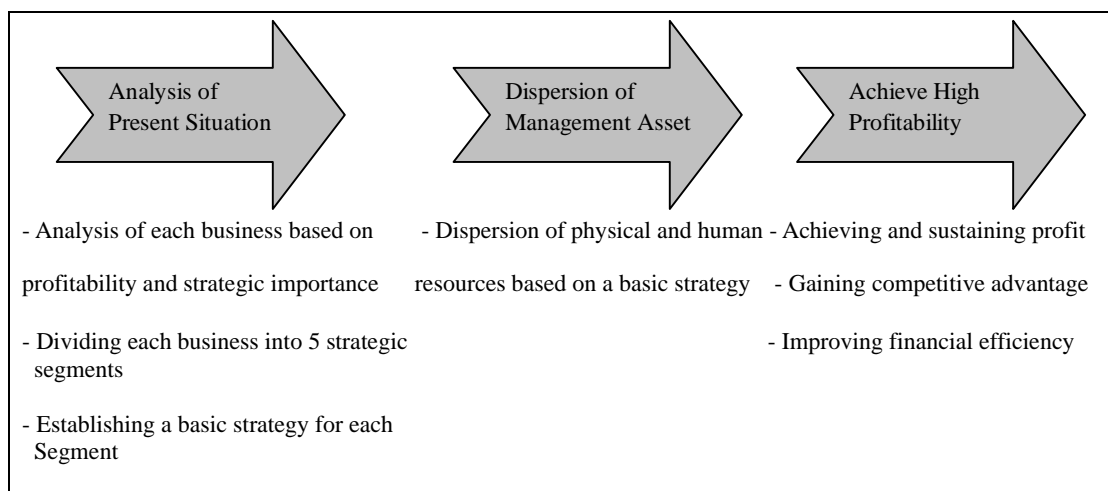 Analysis of
Present Situation
Dispersion of
Management Asset
Achieve High
Profitability
- Analysis of each business based on
profitability and strategic importance
- Dividing each business into 5 strategic
segments
- Establishing a basic strategy for each
Segment
- Dispersion of physical and human
resources based on a basic strategy
- Achieving and sustaining profit
- Gaining competitive advantage
- Improving financial efficiency